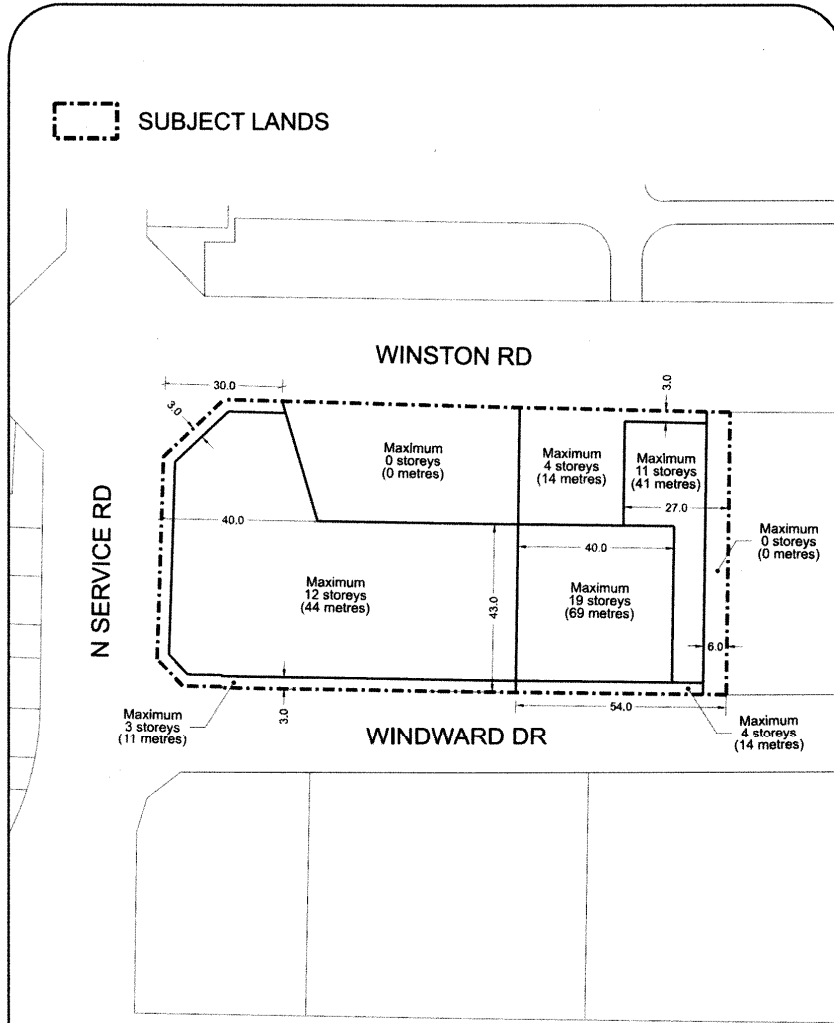 SUBJECT LANDS
WINSTON RD
30.0
3.0
3.0
Maximum
0 storeys
(0 metres)
Maximum
4 storeys
(14 metres)
Maximum
11 storeys
(41 metres)
27.0
N SERVICE RD
40.0
Maximum
0 storeys
(0 metres)
40.0
Maximum
12 storeys
(44 metres)
43.0
Maximum
19 storeys
(69 metres)
6.0
Maximum
3 storeys
(11 metres)
3.0
WINDWARD DR
54.0
Maximum
4 storeys
(14 metres)